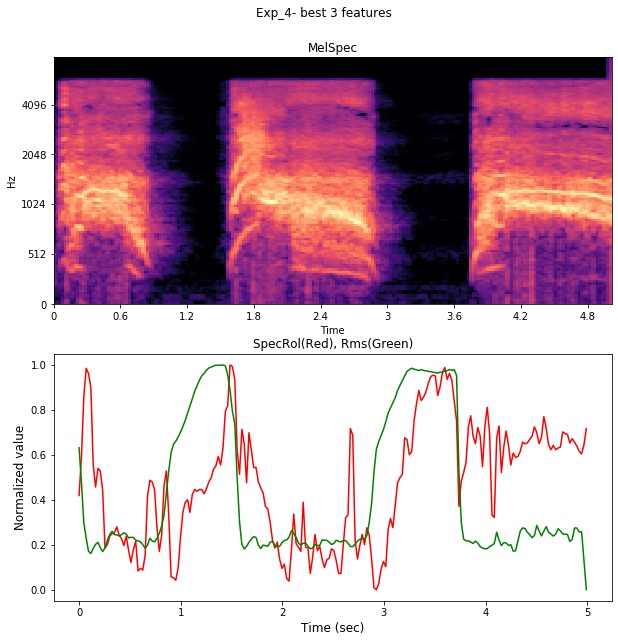 Exp_4- best 3 features
MelSpec
4096
2048
1024
512
0
Hz
0 0.6 1.2 1.8 2.4 3 3.6 4.2 4.8
Time
SpecRol(Red), Rms(Green)
1.0
0.8
0.6
0.4
0.2
0.0
Normalized value
0 1 2 3 4 5
Time (sec)